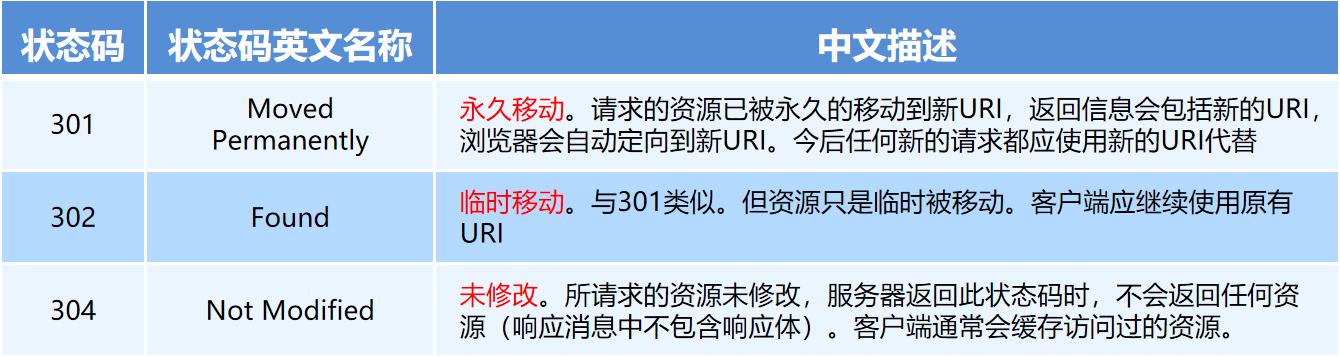 状态码 状态码英文名称 中文描述
301
Moved
Permanently
永久移动。请求的资源已被永久的移动到新URI，返回信息会包括新的URI，
浏览器会自动定向到新URI。今后任何新的请求都应使用新的URI代替
302
Found
临时移动。与301类似。但资源只是临时被移动。客户端应继续使用原有
URI
304
Not Modified
未修改。所请求的资源未修改，服务器返回此状态码时，不会返回任何资
源（响应消息中不包含响应体）。客户端通常会缓存访问过的资源。